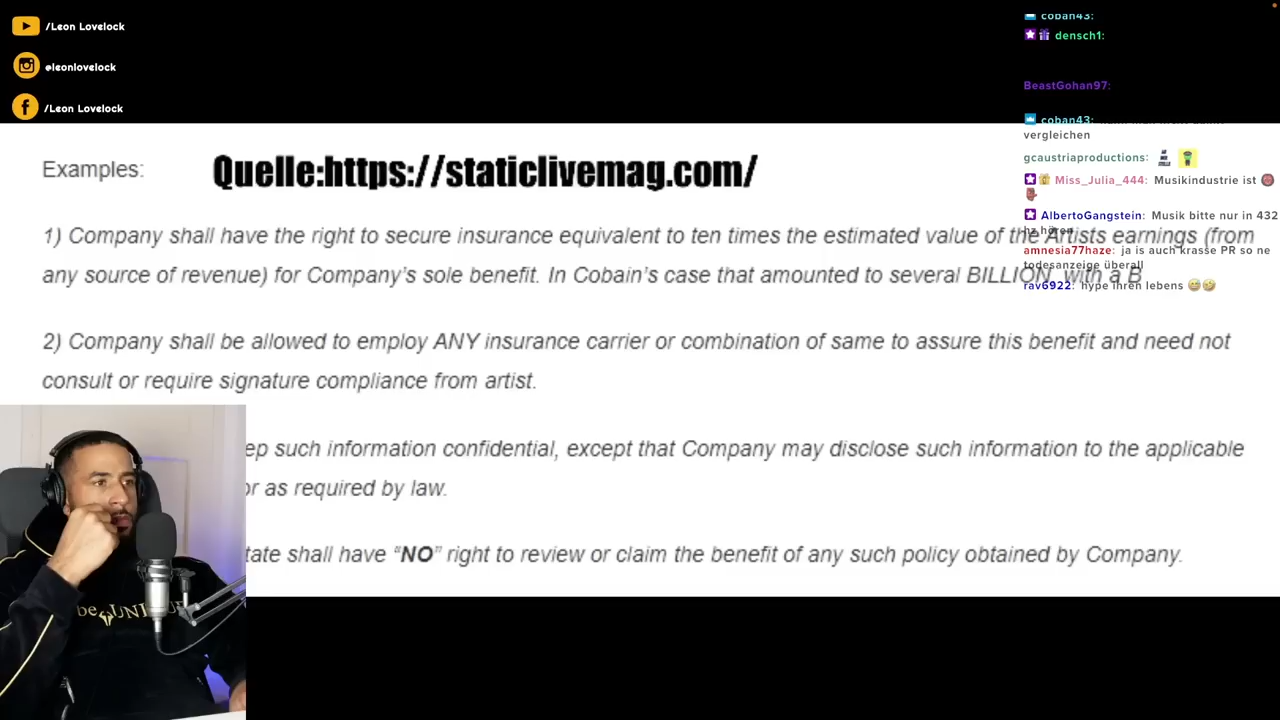 /Leon Lovelock
@leonlovelock
/Leon Lovelock
Examples:
Quelle:https://staticlivemag.com/
1) Company shall have the right to secure insurance equivalent to ten times the estimated value of the Artists earnings (from
any source of revenue) for Company's sole benefit. In Cobain's case that amounted to several BILLION, with a B
2) Company shall be allowed to employ ANY insurance carrier or combination of same to assure this benefit and need not
consult or require signature compliance from artist.
ep such information confidential, except that Company may disclose such information to the applicable
or as required by law.
tate shall have “NO” right to review or claim the benefit of any such policy obtained by Company.
be UNIQUE
coban43:
densch1:
BeastGohan97:
coban43:
vergleichen
gcaustriaproductions:
Miss_Julia_444: Musikindustrie ist
AlbertoGangstein: Musik bitte nur in 432
hz hören
amnesia77haze: ja is auch krasse PR so ne
todesanzeige überall
rav6922: hype ihren lebens